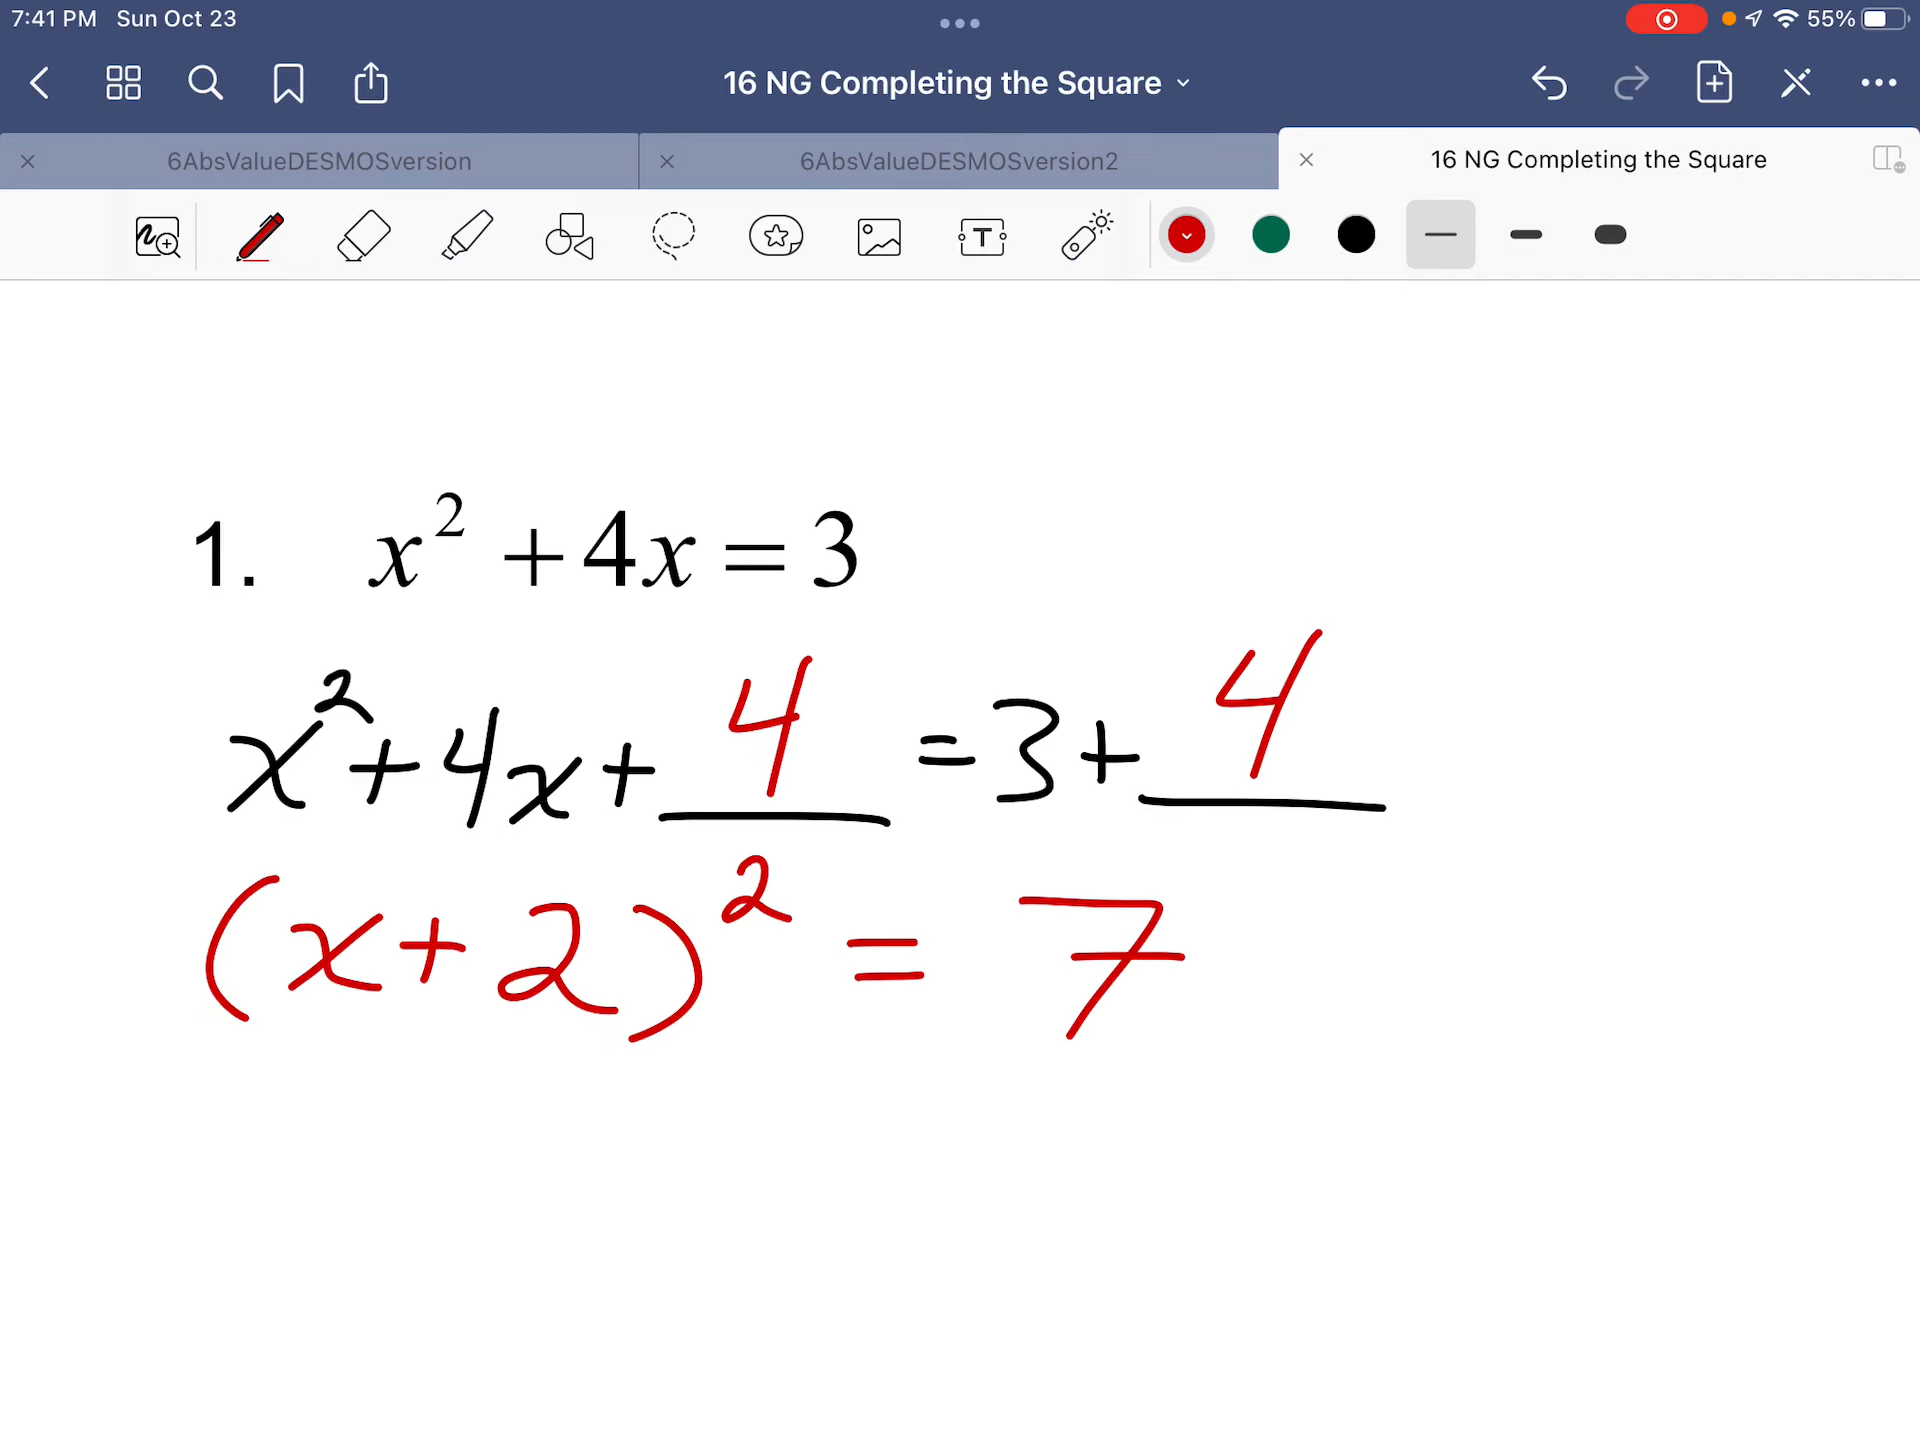 7:41 PM Sun Oct 23 55%
16 NG Completing the Square
6AbsValueDESMOSversion 6AbsValueDESMOSversion2 16 NG Completing the Square
T
1. x² + 4x = 3
x² + 4x + 4 = 3 + 4
(x + 2)² = 7